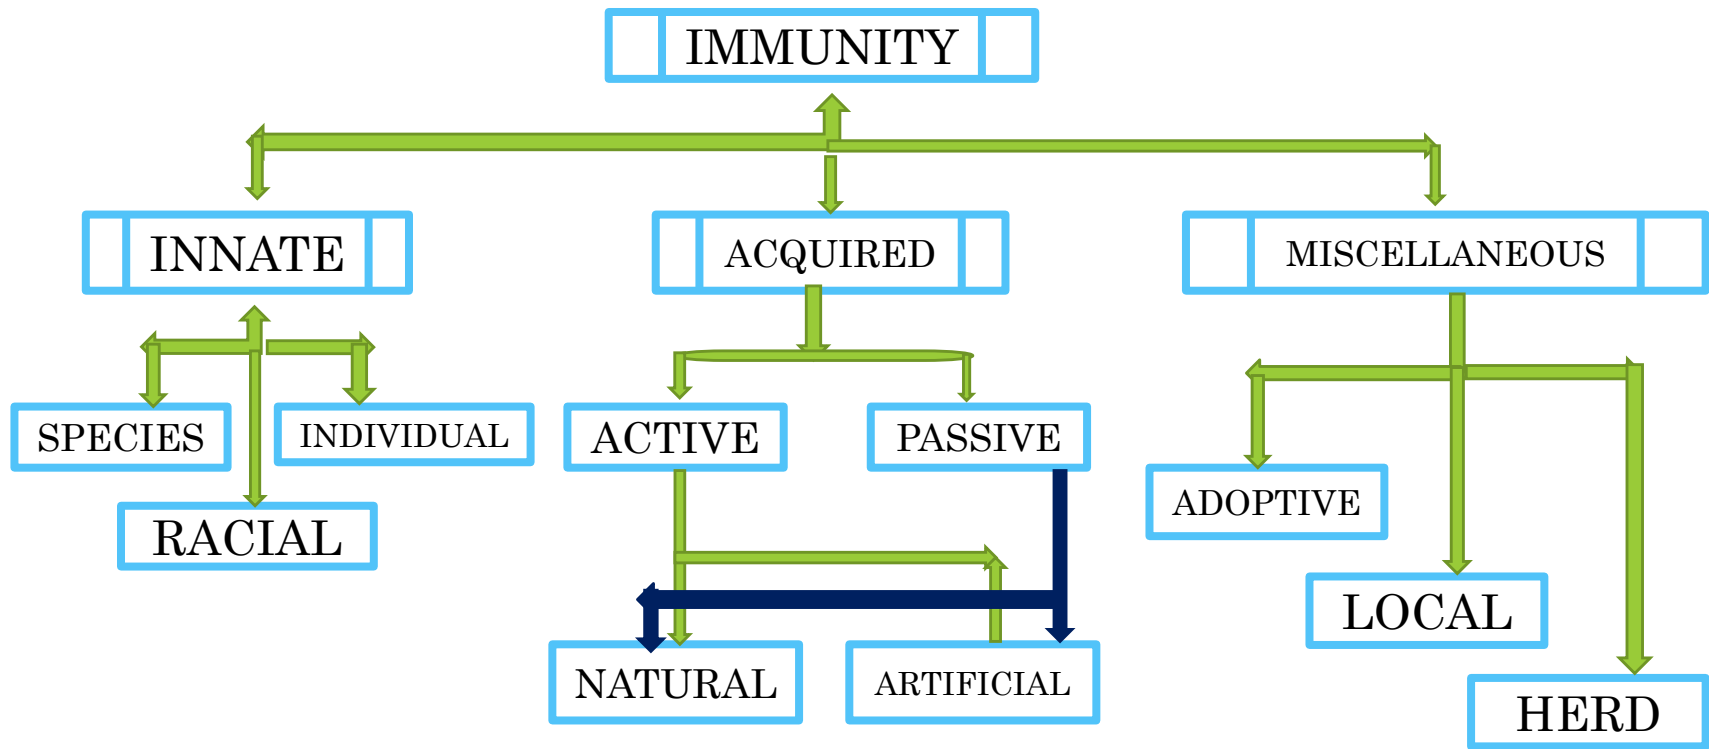 IMMUNITY
INNATE
ACQUIRED
MISCELLANEOUS
SPECIES
INDIVIDUAL
ACTIVE
PASSIVE
ADOPTIVE
RACIAL
LOCAL
NATURAL
ARTIFICIAL
HERD